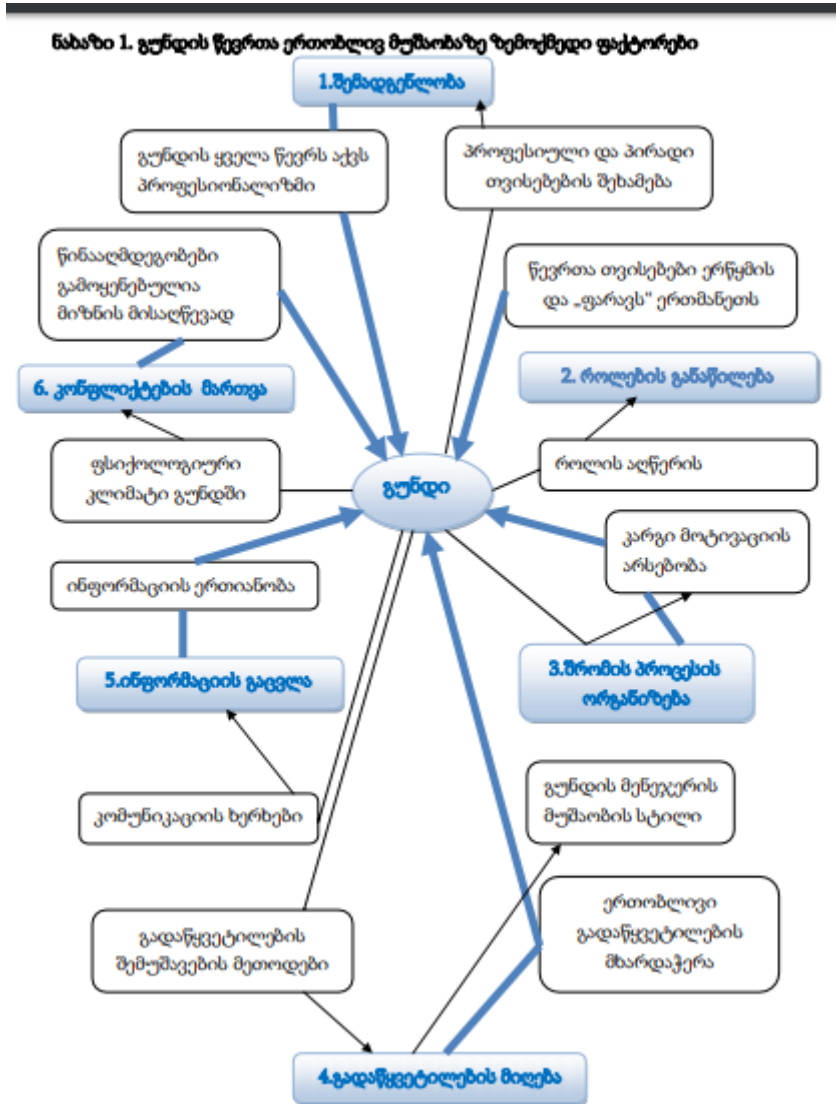 ნახაზი 1. გუნდის წევრთა ერთობლივ მუშაობაზე ზემოქმედი ფაქტორები
1.შემადგენლობა
გუნდის ყველა წევრს აქვს
პროფესიონალიზმი
პროფესიული და პირადი
თვისებების შეხამება
წინააღმდეგობები
გამოყენებულია
მიზნის მისაღწევად
წევრთა თვისებები ერწყმის
და „ფარავს“ ერთმანეთს
6. კონფლიქტების მართვა
2. როლების განაწილება
ფსიქოლოგიური
კლიმატი გუნდში
გუნდი
როლის აღწერის
კარგი მოტივაციის
არსებობა
ინფორმაციის ერთიანობა
5.ინფორმაციის გაცვლა
3.შრომის პროცესის
ორგანიზება
კომუნიკაციის ხერხები
გუნდის მენეჯერის
მუშაობის სტილი
გადაწყვეტილების
შემუშავების მეთოდები
ერთობლივი
გადაწყვეტილების
მხარდაჭერა
4.გადაწყვეტილების მიღება